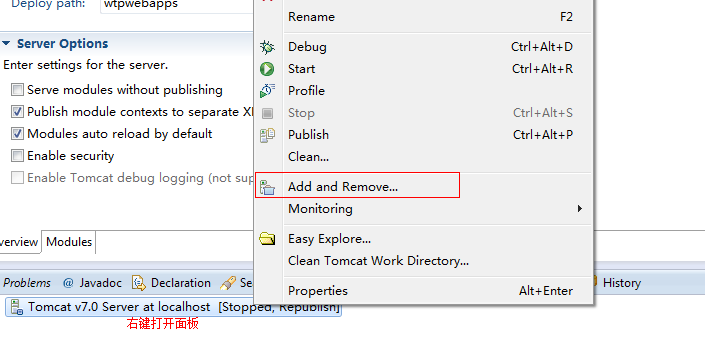 Deploy path:
wtpwebapps
Server Options
Enter settings for the server.
Serve modules without publishing
Publish module contexts to separate
Modules auto reload by default
Enable security
Enable Tomcat debug logging (not
verview
Modules
Rename F2
Debug Ctrl+Alt+D
Start Ctrl+Alt+R
Profile
Stop Ctrl+Alt+S
Publish Ctrl+Alt+P
Clean...
Add and Remove...
Monitoring
Easy Explore...
Clean Tomcat Work Directory...
Properties Alt+Enter
Problems @ Javadoc Declaration
History
Tomcat v7.0 Server at localhost [Stopped, Republish]
右键打开面板